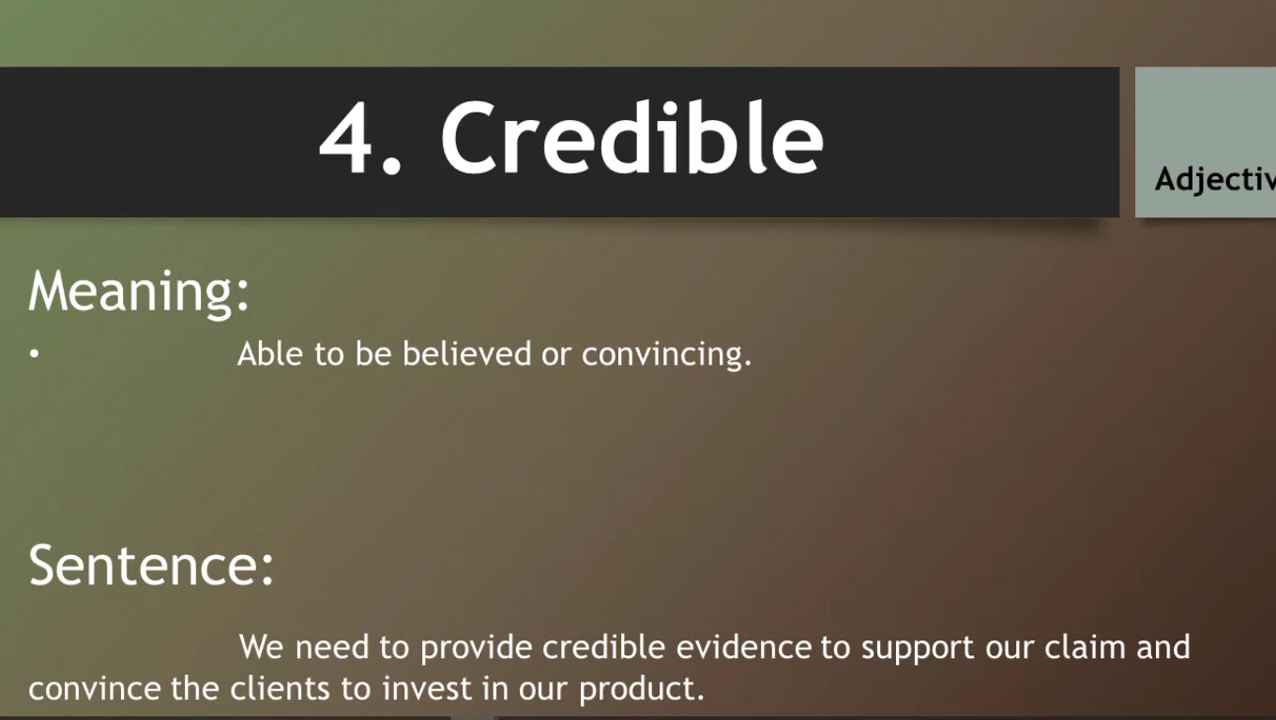 4. Credible
Adjectiv
Meaning:
• Able to be believed or convincing.
Sentence:
We need to provide credible evidence to support our claim and
convince the clients to invest in our product.